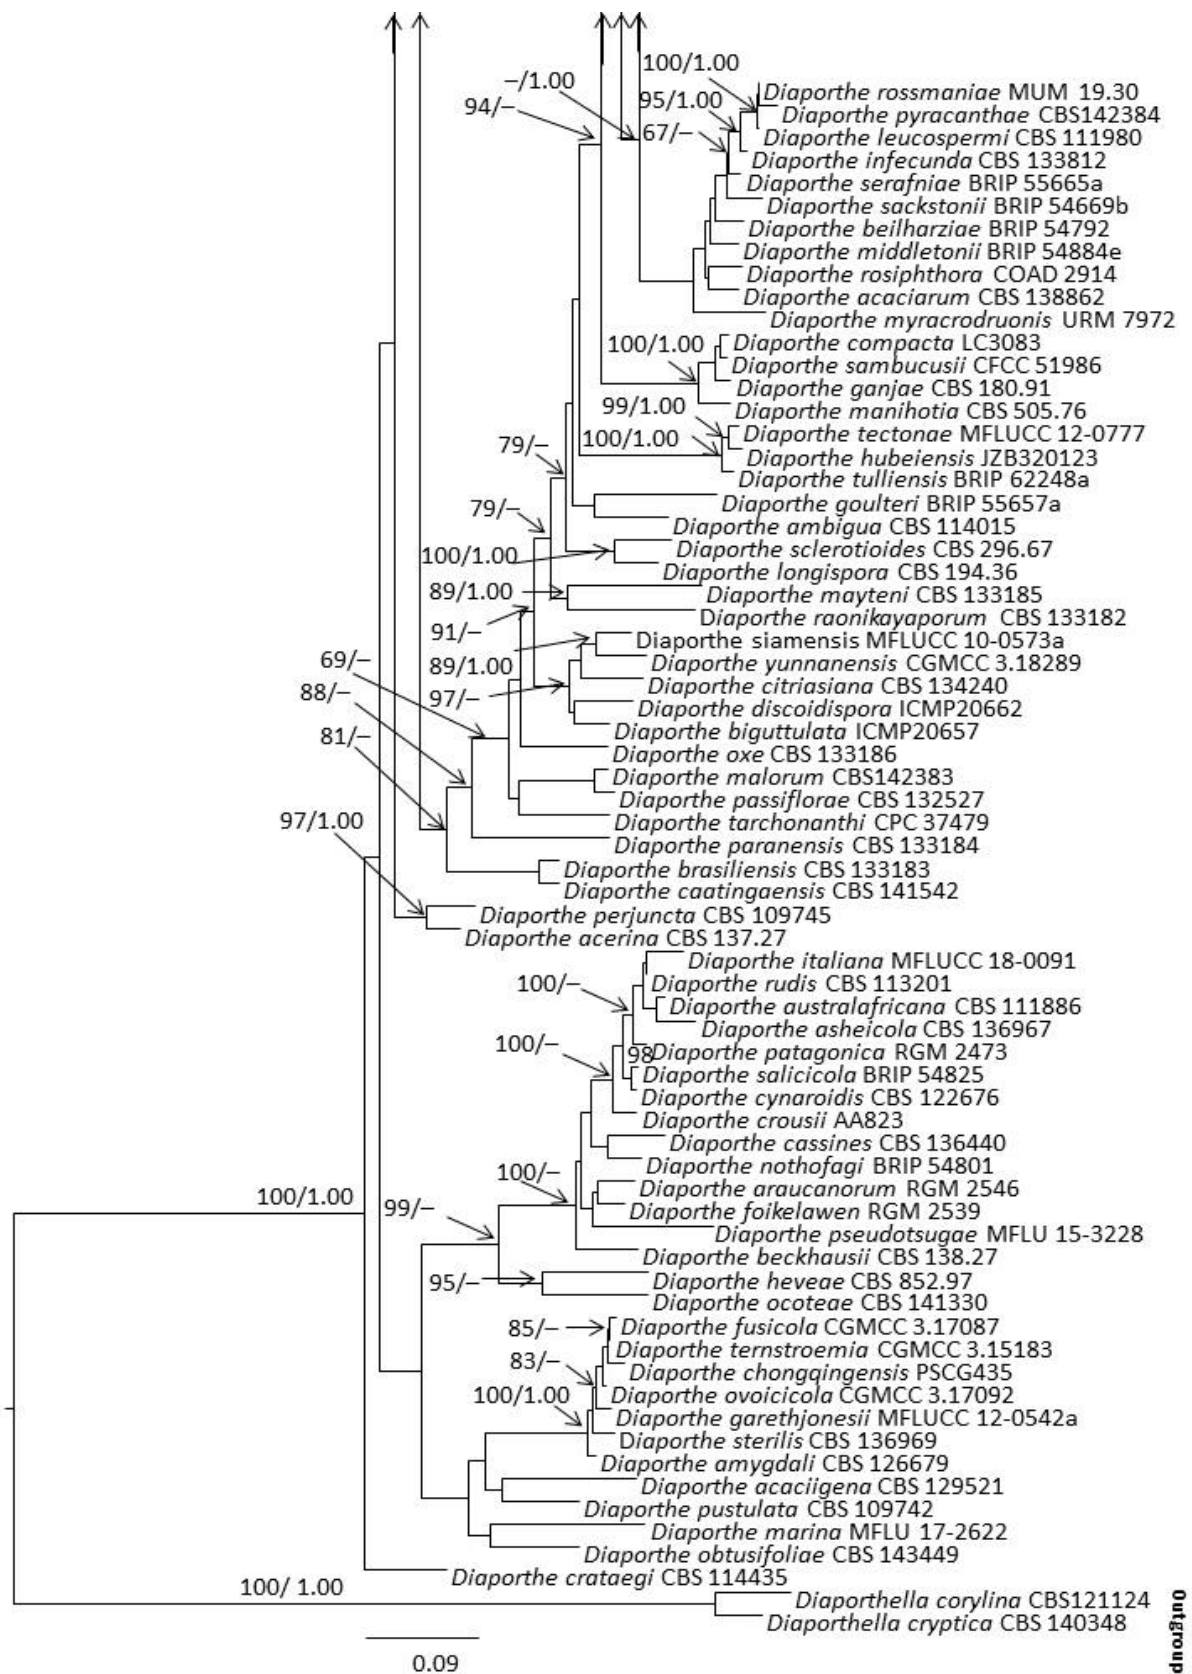 100/1.00
–/1.00
Diaporthe rossmaniae MUM 19.30
94/–
95/1.00
Diaporthe pyracanthae CBS142384
67/–
Diaporthe leucospermi CBS 111980
Diaporthe infecunda CBS 133812
Diaporthe serafniae BRIP 55665a
Diaporthe sackstonii BRIP 54669b
Diaporthe beilharziae BRIP 54792
Diaporthe middletonii BRIP 54884e
Diaporthe rosiphthora COAD 2914
Diaporthe acaciarum CBS 138862
Diaporthe myracrodruonis URM 7972
100/1.00
Diaporthe compacta LC3083
Diaporthe sambucusii CFCC 51986
Diaporthe ganjae CBS 180.91
99/1.00
Diaporthe manihotia CBS 505.76
100/1.00
Diaporthe tectonae MFLUCC 12-0777
79/–
Diaporthe hubeiensis JZB320123
Diaporthe tulliensis BRIP 62248a
79/–
Diaporthe goulteri BRIP 55657a
Diaporthe ambigua CBS 114015
100/1.00
Diaporthe sclerotioides CBS 296.67
Diaporthe longispora CBS 194.36
89/1.00
Diaporthe mayteni CBS 133185
Diaporthe raonikayaporum CBS 133182
91/–
Diaporthe siamensis MFLUCC 10-0573a
69/–
89/1.00
Diaporthe yunnanensis CGMCC 3.18289
88/–
97/–
Diaporthe citriasiana CBS 134240
Diaporthe discoidispora ICMP20662
81/–
Diaporthe biguttulata ICMP20657
Diaporthe oxe CBS 133186
Diaporthe malorum CBS142383
Diaporthe passiflorae CBS 132527
97/1.00
Diaporthe tarchonanthi CPC 37479
Diaporthe paranensis CBS 133184
Diaporthe brasiliensis CBS 133183
Diaporthe caatingaensis CBS 141542
Diaporthe perjuncta CBS 109745
Diaporthe acerina CBS 137.27
Diaporthe italiana MFLUCC 18-0091
100/–
Diaporthe rudis CBS 113201
Diaporthe australafricana CBS 111886
Diaporthe asheicola CBS 136967
100/–
98
Diaporthe patagonica RGM 2473
Diaporthe salicicola BRIP 54825
Diaporthe cynaroidis CBS 122676
Diaporthe crousii AA823
Diaporthe cassines CBS 136440
100/–
Diaporthe nothofagi BRIP 54801
100/1.00
Diaporthe araucanorum RGM 2546
99/–
Diaporthe foikelawen RGM 2539
Diaporthe pseudotsugae MFLU 15-3228
Diaporthe beckhausii CBS 138.27
95/–
Diaporthe heveae CBS 852.97
Diaporthe ocoteae CBS 141330
85/–
Diaporthe fusicola CGMCC 3.17087
Diaporthe ternstroemia CGMCC 3.15183
83/–
Diaporthe chongqingensis PSCG435
100/1.00
Diaporthe ovoicicola CGMCC 3.17092
Diaporthe garethjonesii MFLUCC 12-0542a
Diaporthe sterilis CBS 136969
Diaporthe amygdali CBS 126679
Diaporthe acaciigena CBS 129521
Diaporthe pustulata CBS 109742
Diaporthe marina MFLU 17-2622
Diaporthe obtusifoliae CBS 143449
Diaporthe crataegi CBS 114435
100/ 1.00
Diaporthella corylina CBS121124
Diaporthella cryptica CBS 140348
Outgroup
0.09